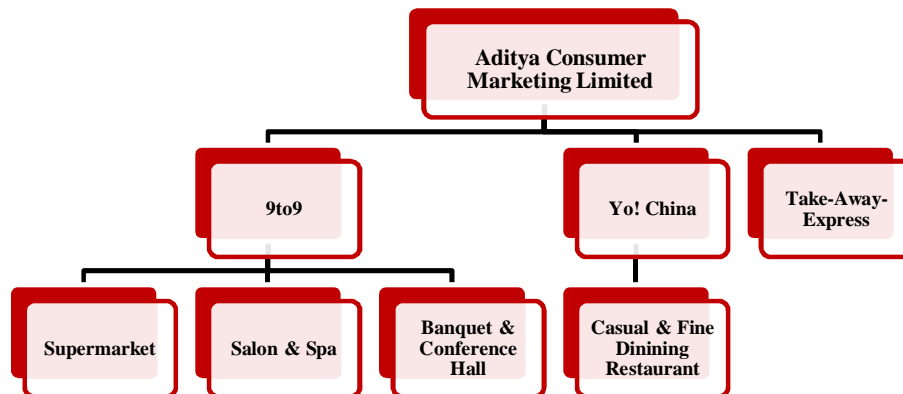 Aditya Consumer
Marketing Limited
9to9
Yo! China
Take-Away-
Express
Supermarket
Salon & Spa
Banquet &
Conference
Hall
Casual & Fine
Dinining
Restaurant